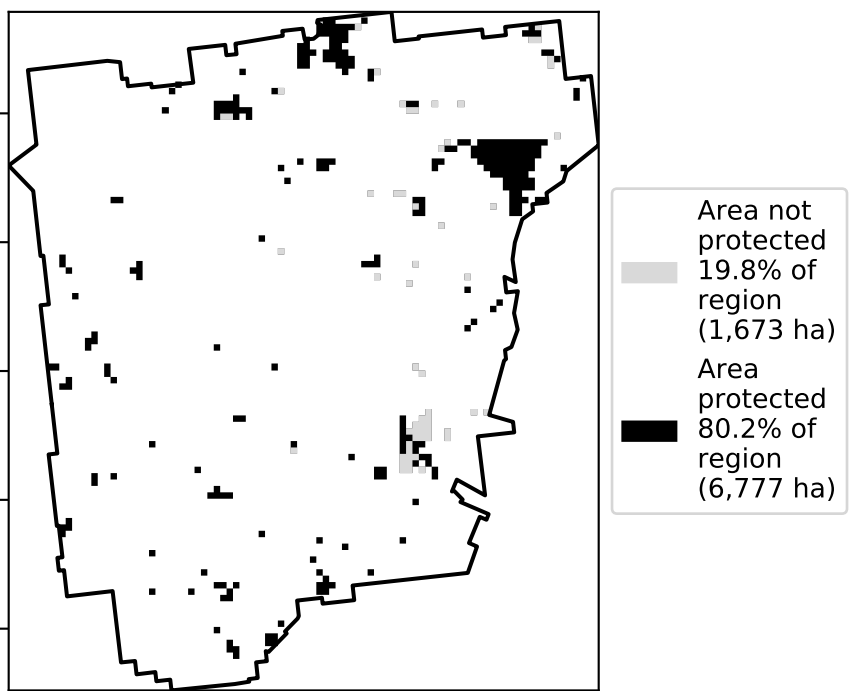 Area not
protected
19.8% of
region
(1,673 ha)
Area
protected
80.2% of
region
(6,777 ha)